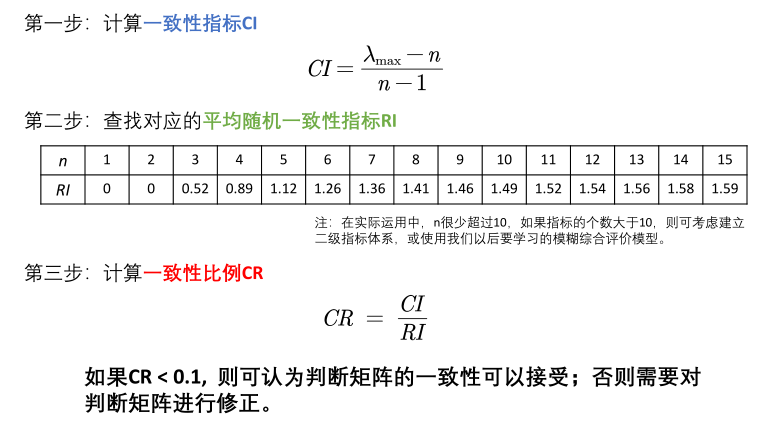 第一步：计算一致性指标CI
CI = (λmax − n) / (n − 1)
第二步：查找对应的平均随机一致性指标RI
n 1 2 3 4 5 6 7 8 9 10 11 12 13 14 15
RI 0 0 0.52 0.89 1.12 1.26 1.36 1.41 1.46 1.49 1.52 1.54 1.56 1.58 1.59
注：在实际运用中，n很少超过10，如果指标的个数大于10，则可考虑建立
二级指标体系，或使用我们以后要学习的模糊综合评价模型。
第三步：计算一致性比例CR
CR = CI / RI
如果CR < 0.1, 则可认为判断矩阵的一致性可以接受；否则需要对
判断矩阵进行修正。